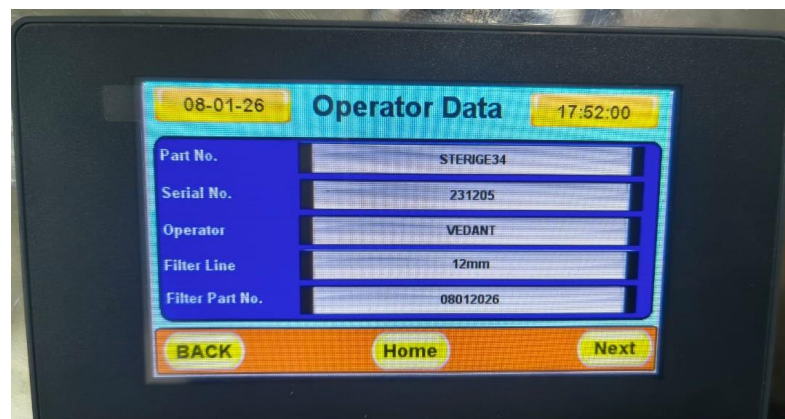 08-01-26 Operator Data 17:52:00
Part No. STERIGE34
Serial No. 231205
Operator VEDANT
Filter Line 12mm
Filter Part No. 08012026
BACK Home Next